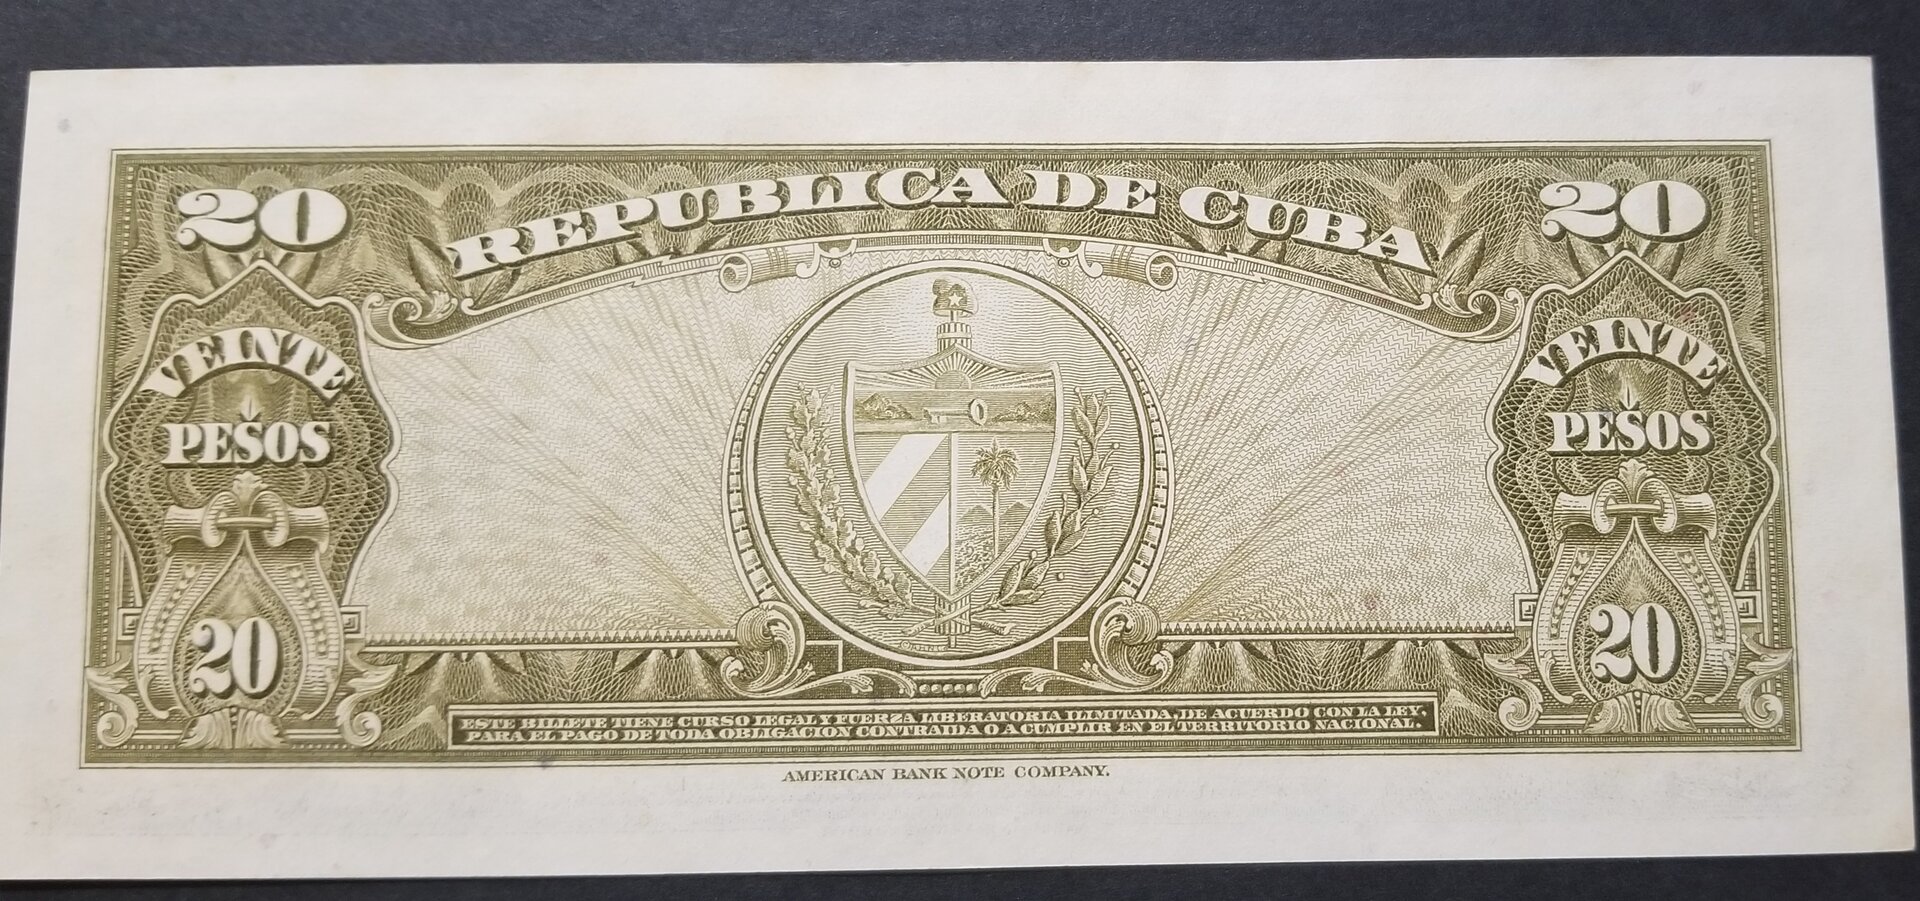 20 REPUBLICA DE CUBA 20
VEINTE PESOS
VEINTE PESOS
20
20
ESTE BILLETE TIENE CURSO LEGAL Y FUERZA LIBERATORIA ILIMITADA, DE ACUERDO CON LA LEY,
PARA EL PAGO DE TODA OBLIGACION CONTRAIDA O A CUMPLIR EN EL TERRITORIO NACIONAL.
AMERICAN BANK NOTE COMPANY.